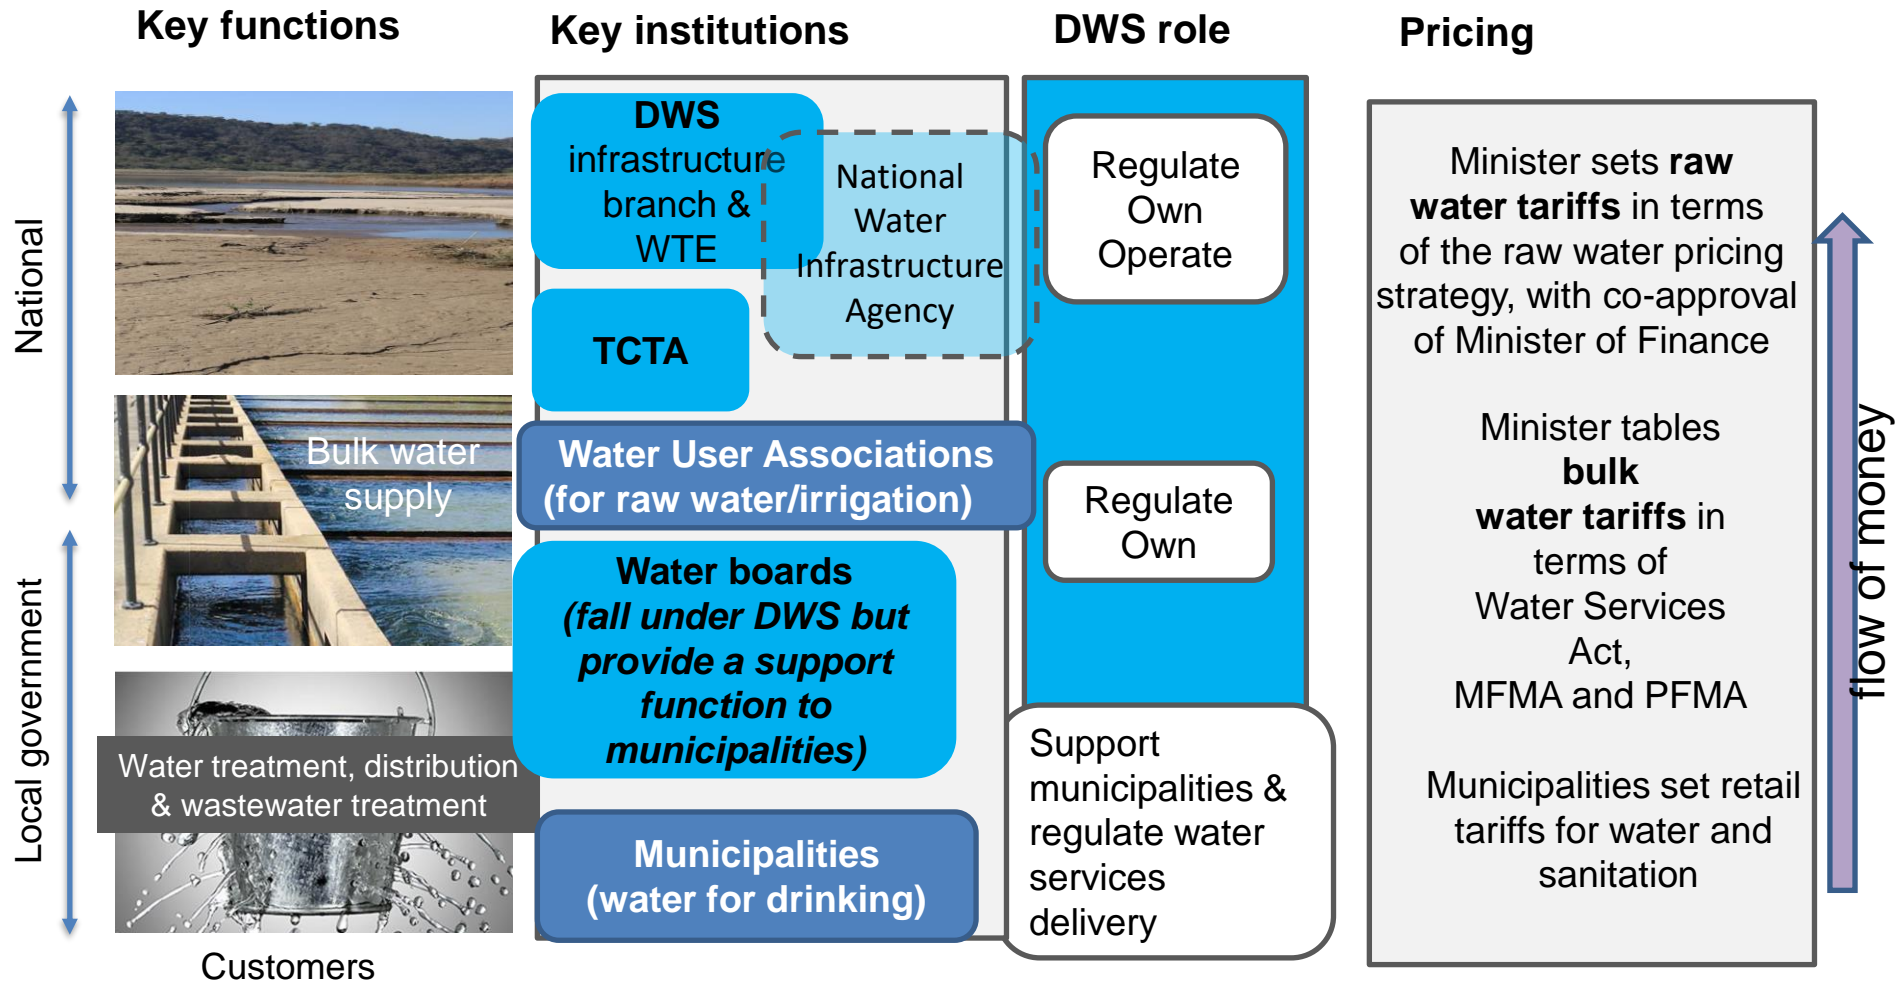 Key functions
Key institutions
DWS role
Pricing
National
Local government
Bulk water
supply
Water treatment, distribution
& wastewater treatment
Customers
DWS
infrastructure
branch &
WTE
National
Water
Infrastructure
Agency
TCTA
Water User Associations
(for raw water/irrigation)
Water boards
(fall under DWS but
provide a support
function to
municipalities)
Municipalities
(water for drinking)
Regulate
Own
Operate
Regulate
Own
Support
municipalities &
regulate water
services
delivery
Minister sets raw
water tariffs in terms
of the raw water pricing
strategy, with co-approval
of Minister of Finance
Minister tables
bulk
water tariffs in
terms of
Water Services
Act,
MFMA and PFMA
Municipalities set retail
tariffs for water and
sanitation
flow of money